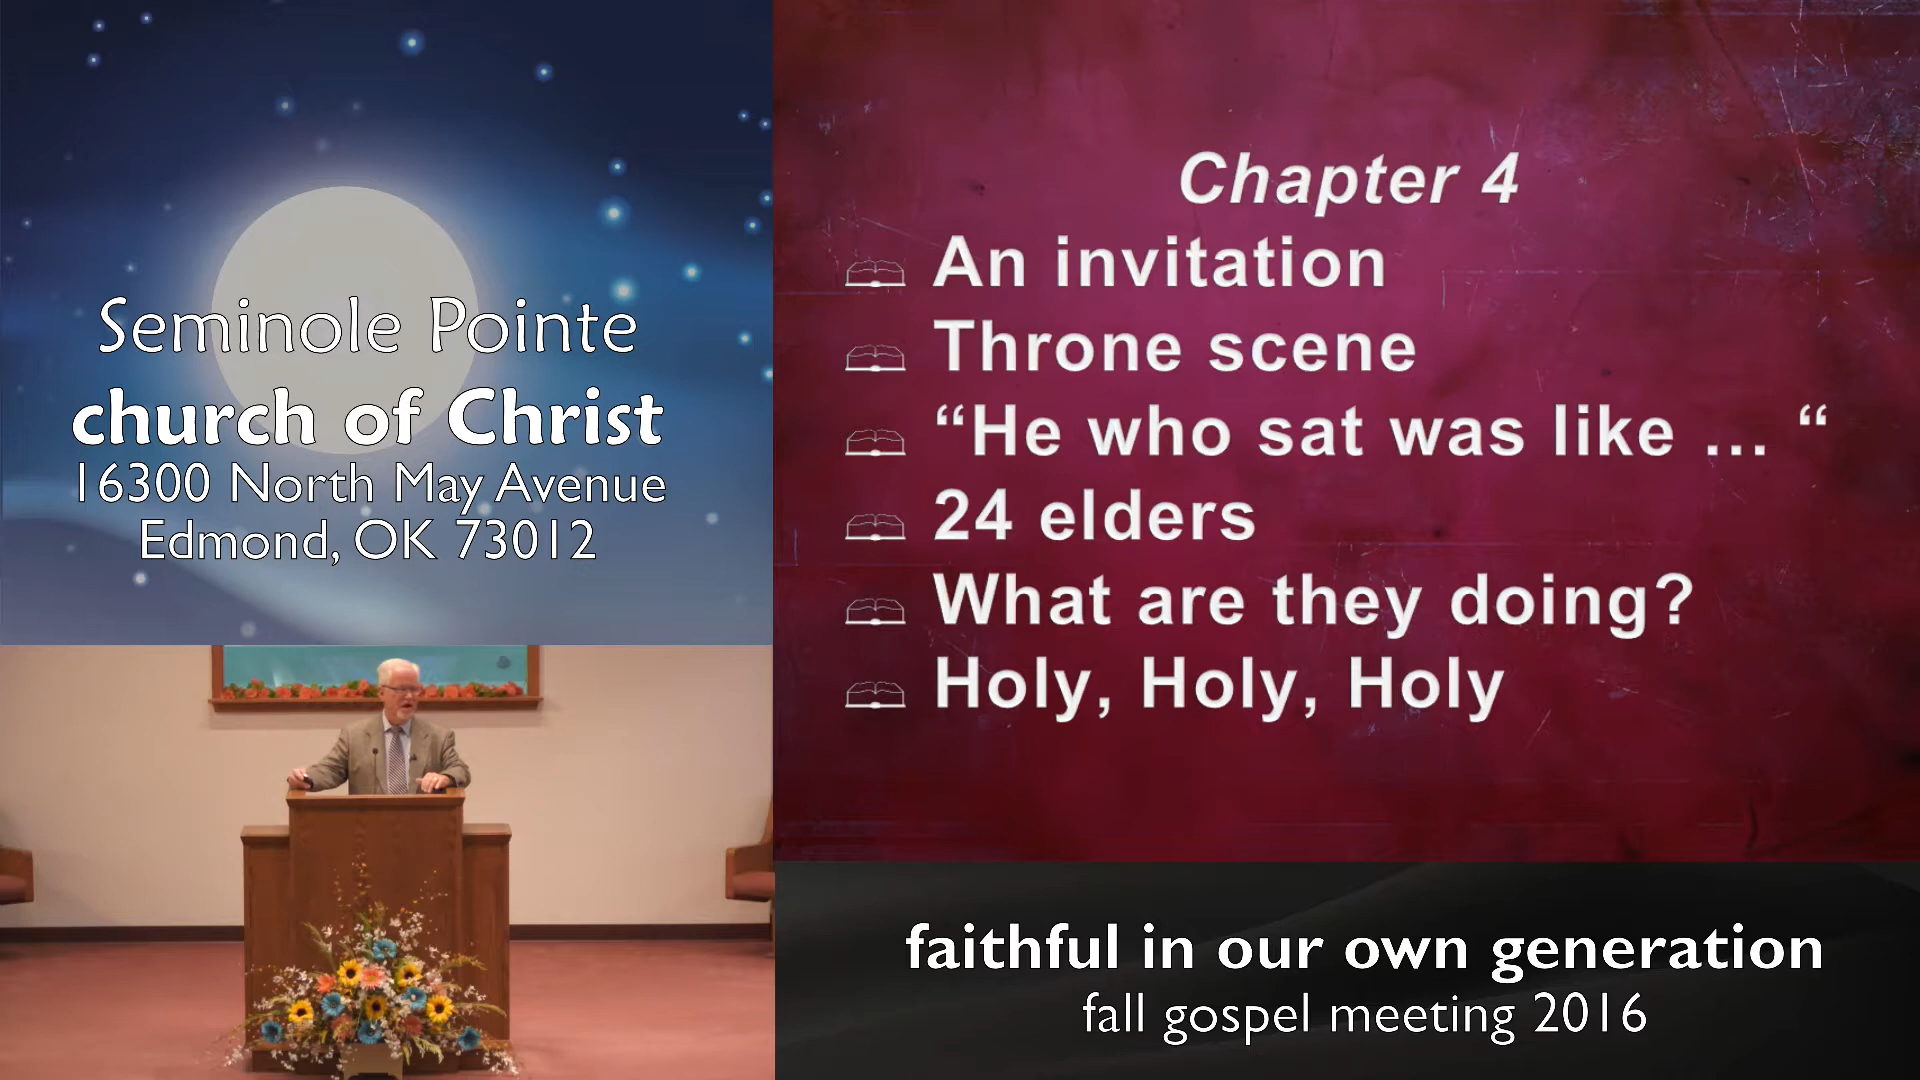 Seminole Pointe
church of Christ
16300 North May Avenue
Edmond, OK 73012
Chapter 4
An invitation
Throne scene
“He who sat was like ... “
24 elders
What are they doing?
Holy, Holy, Holy
faithful in our own generation
fall gospel meeting 2016